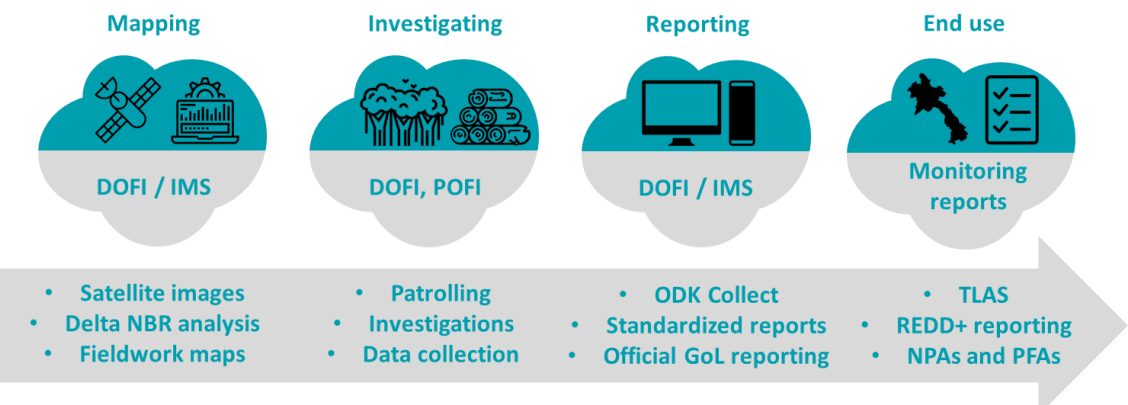 Mapping
Investigating
Reporting
End use
DOFI / IMS
DOFI, POFI
DOFI / IMS
Monitoring
reports
• Satellite images
• Delta NBR analysis
• Fieldwork maps
• Patrolling
• Investigations
• Data collection
• ODK Collect
• Standardized reports
• Official GoL reporting
• TLAS
• REDD+ reporting
• NPAs and PFAs